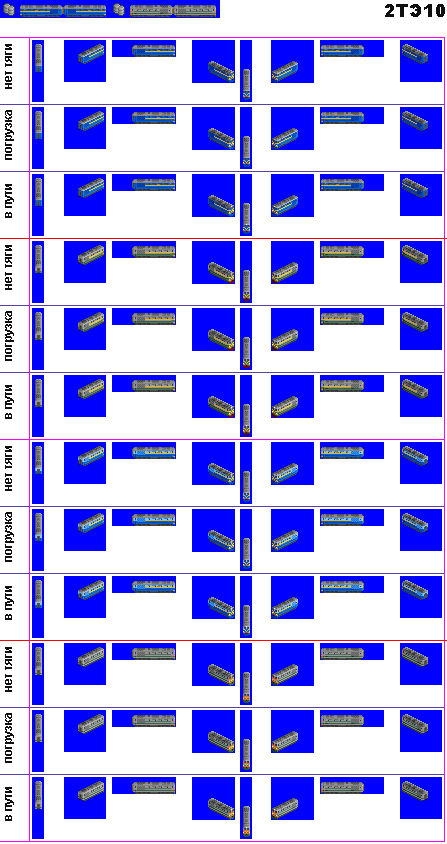 2ТЭ10
нет тяги
погрузка
в пути
нет тяги
погрузка
в пути
нет тяги
погрузка
в пути
нет тяги
погрузка
в пути